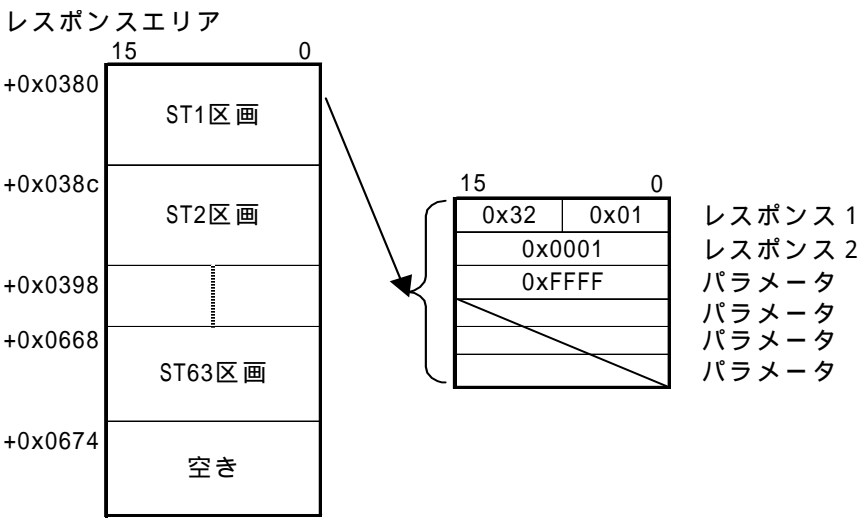 レスポンスエリア
15 0
+0x0380
ST1区画
+0x038c
ST2区画
+0x0398
+0x0668
ST63区画
+0x0674
空き
15 0
0x32 0x01 レスポンス1
0x0001 レスポンス2
0xFFFF パラメータ
パラメータ
パラメータ
パラメータ